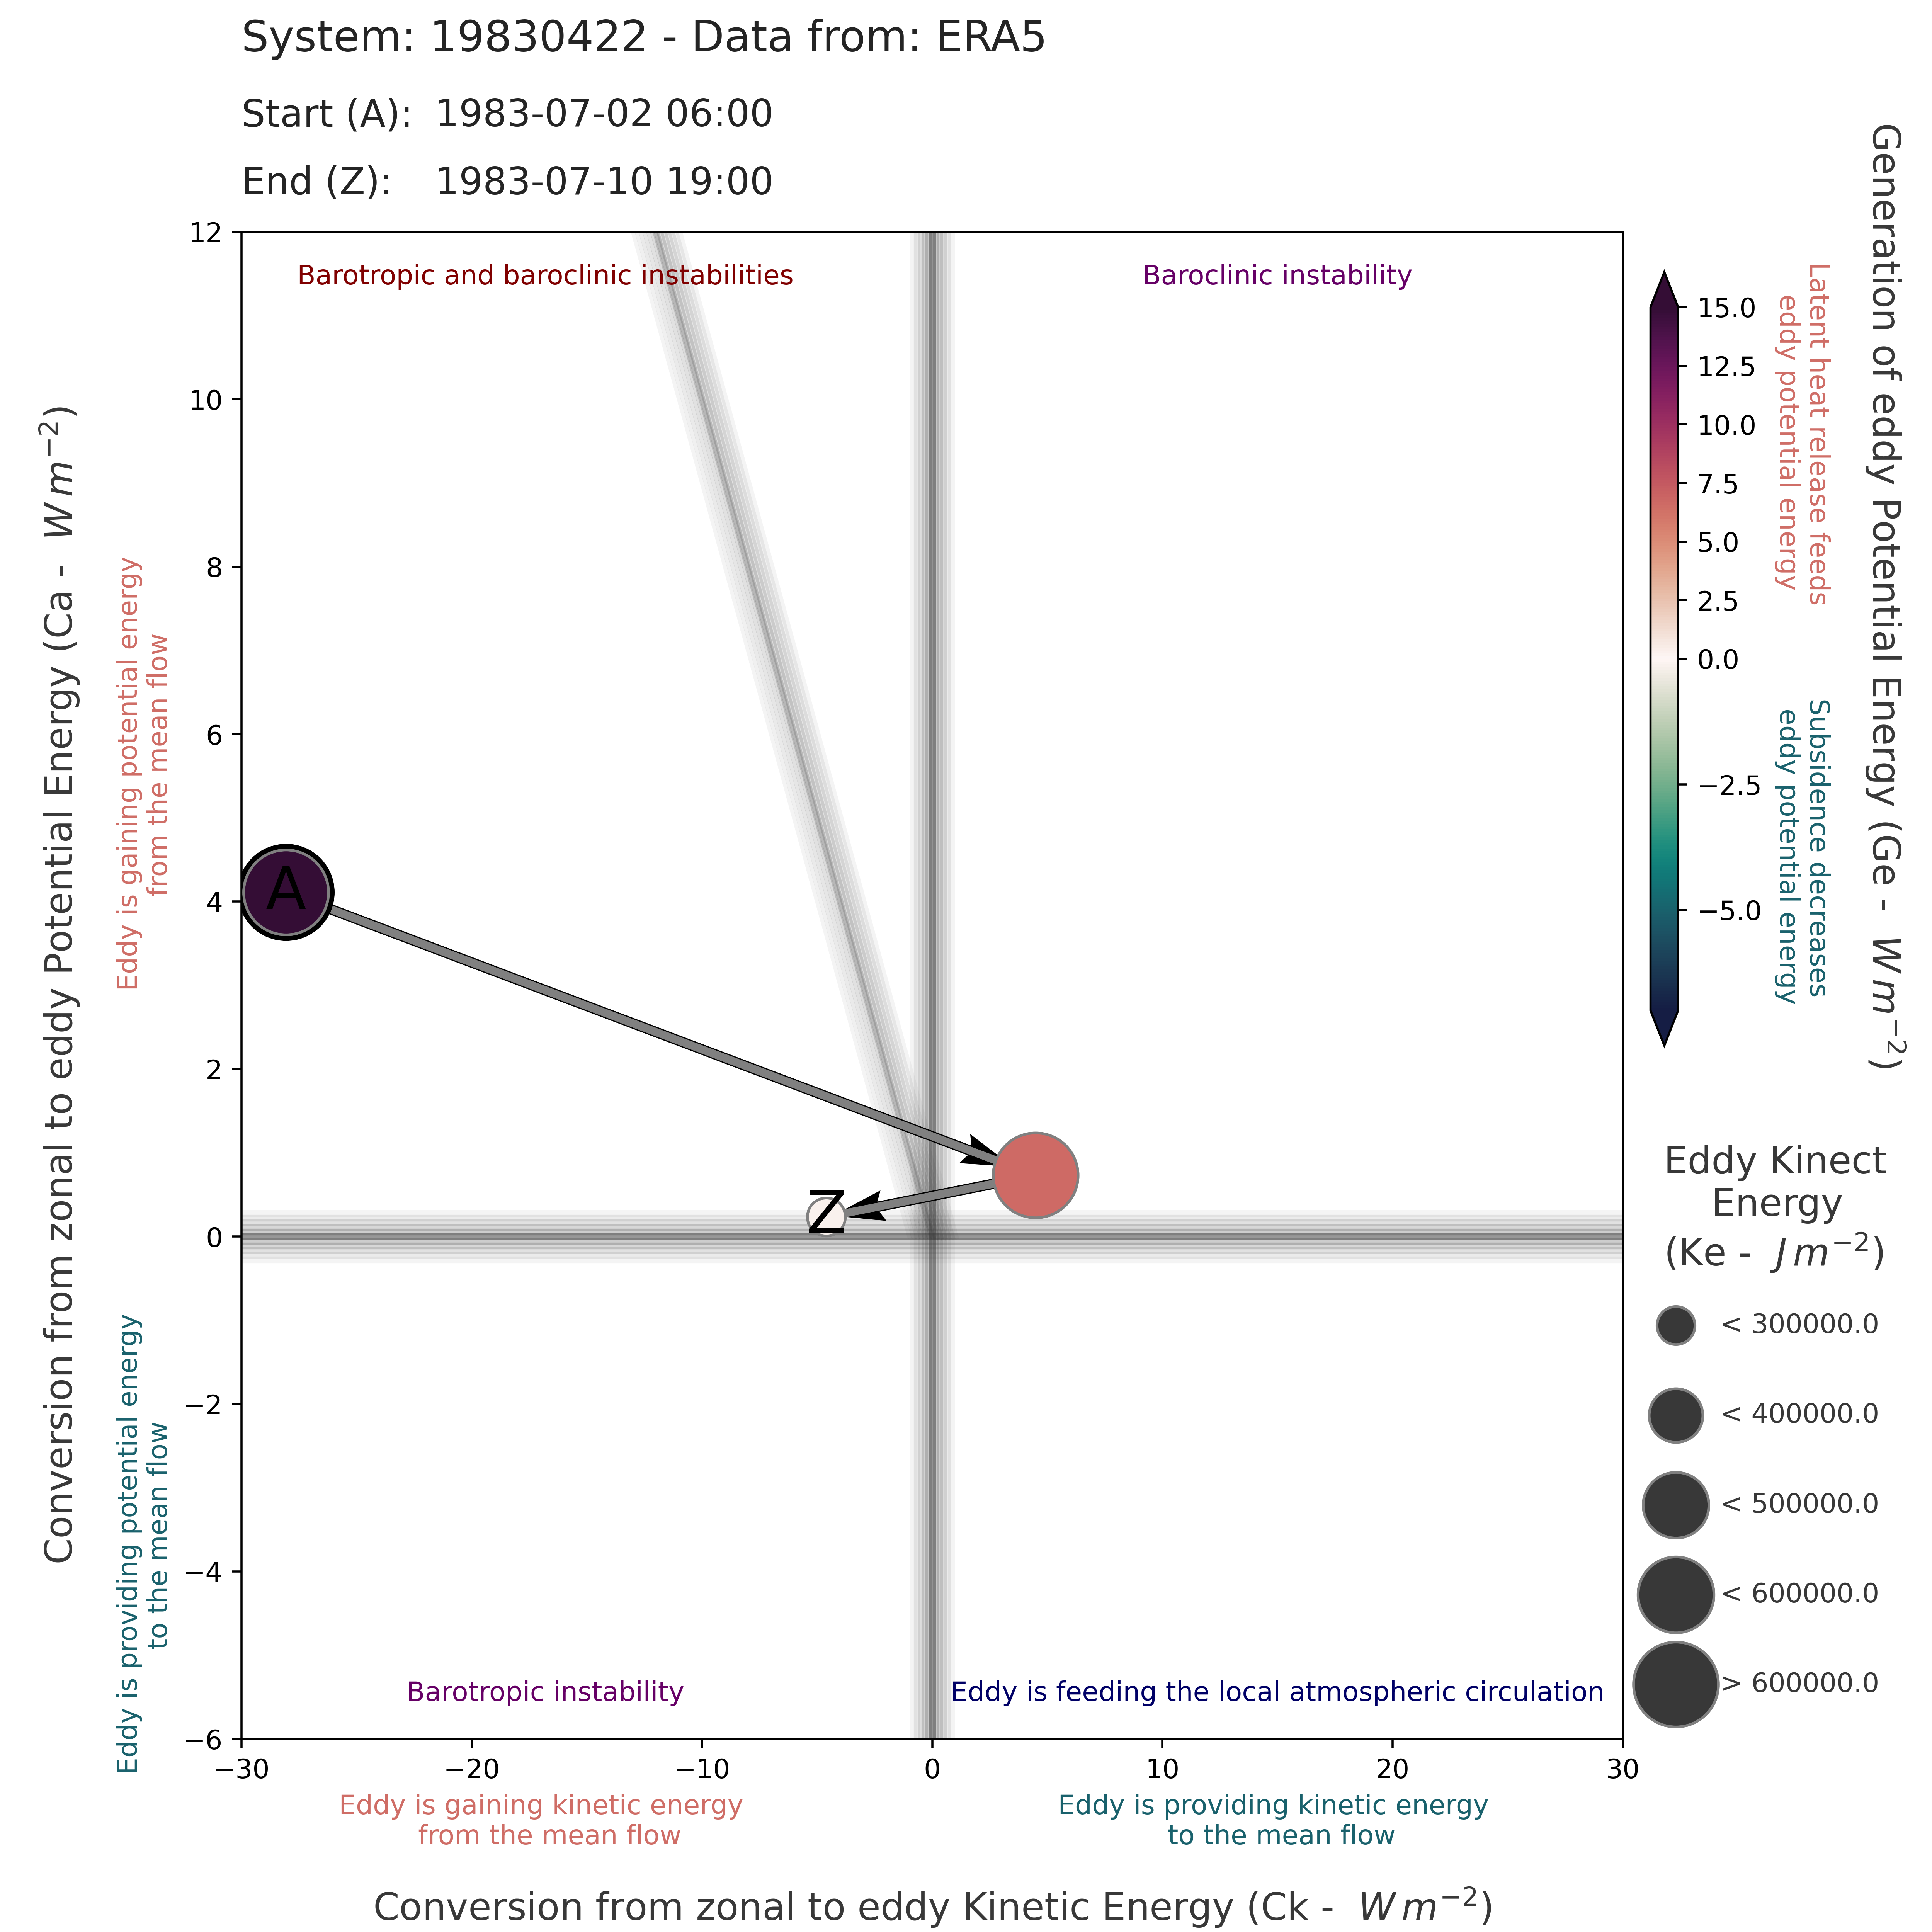 System: 19830422 - Data from: ERA5
Start (A): 1983-07-02 06:00
End (Z): 1983-07-10 19:00
Conversion from zonal to eddy Potential Energy (Ca - W m⁻²)
Eddy is gaining potential energy
from the mean flow
Eddy is providing potential energy
to the mean flow
12
10
8
6
4
2
0
−2
−4
−6
Barotropic and baroclinic instabilities
Baroclinic instability
A
Z
Barotropic instability
Eddy is feeding the local atmospheric circulation
−30
−20
−10
0
10
20
30
Eddy is gaining kinetic energy
from the mean flow
Eddy is providing kinetic energy
to the mean flow
Conversion from zonal to eddy Kinetic Energy (Ck - W m⁻²)
15.0
12.5
10.0
7.5
5.0
2.5
0.0
−2.5
−5.0
Latent heat release feeds
eddy potential energy
Subsidence decreases
eddy potential energy
Generation of eddy Potential Energy (Ge - W m⁻²)
Eddy Kinect
Energy
(Ke - J m⁻²)
< 300000.0
< 400000.0
< 500000.0
< 600000.0
> 600000.0